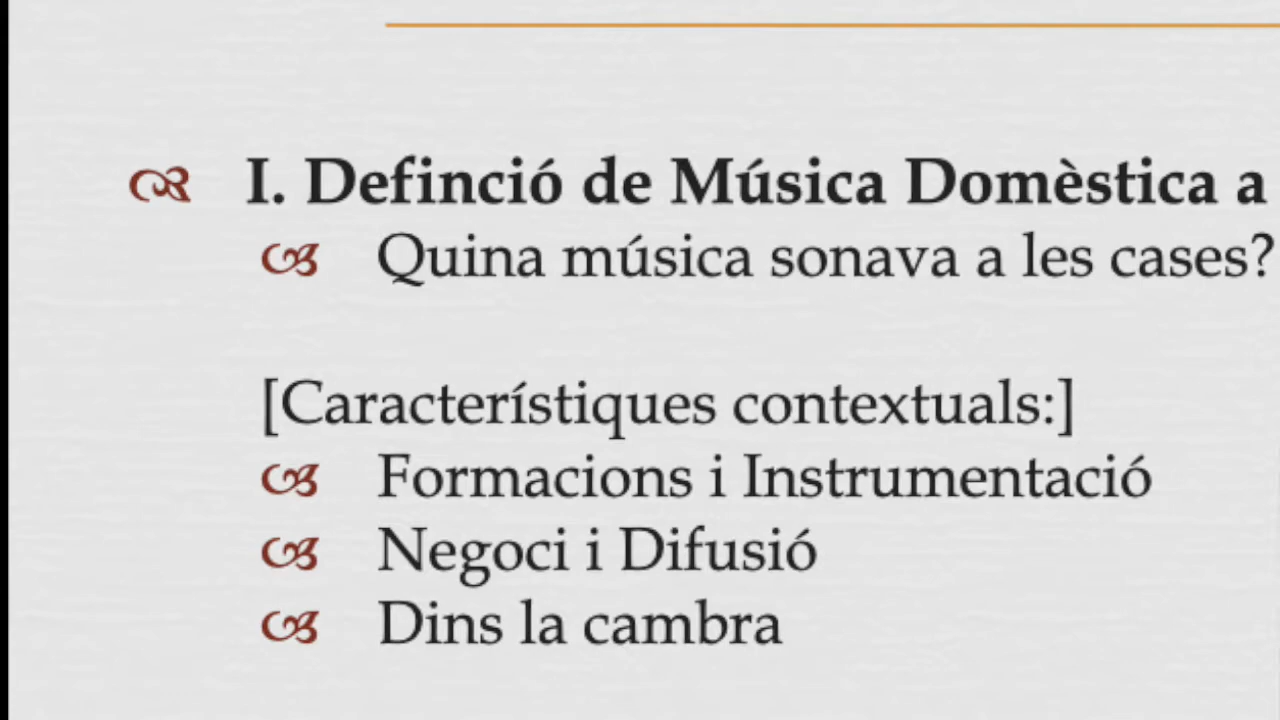 I. Definció de Música Domèstica a
Quina música sonava a les cases?
[Característiques contextuals:]
Formacions i Instrumentació
Negoci i Difusió
Dins la cambra